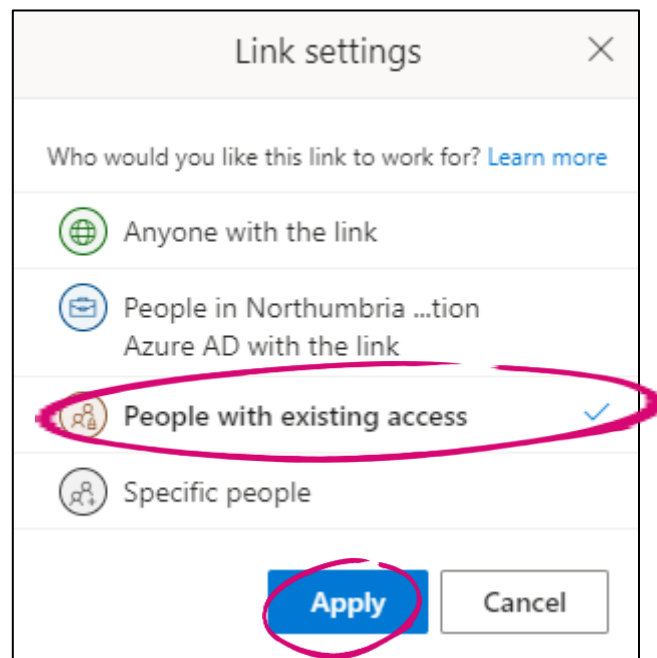 Link settings
Who would you like this link to work for? Learn more
Anyone with the link
People in Northumbria ...tion
Azure AD with the link
People with existing access
Specific people
Apply
Cancel